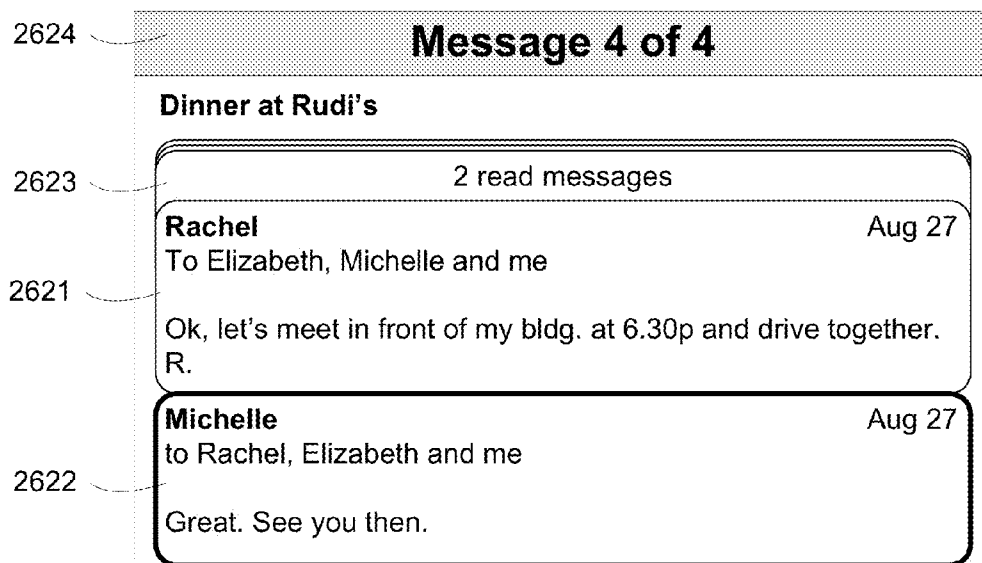 2624
Message 4 of 4
Dinner at Rudi's
2623
2 read messages
Rachel Aug 27
To Elizabeth, Michelle and me
2621
Ok, let's meet in front of my bldg. at 6.30p and drive together.
R.
Michelle Aug 27
to Rachel, Elizabeth and me
2622
Great. See you then.